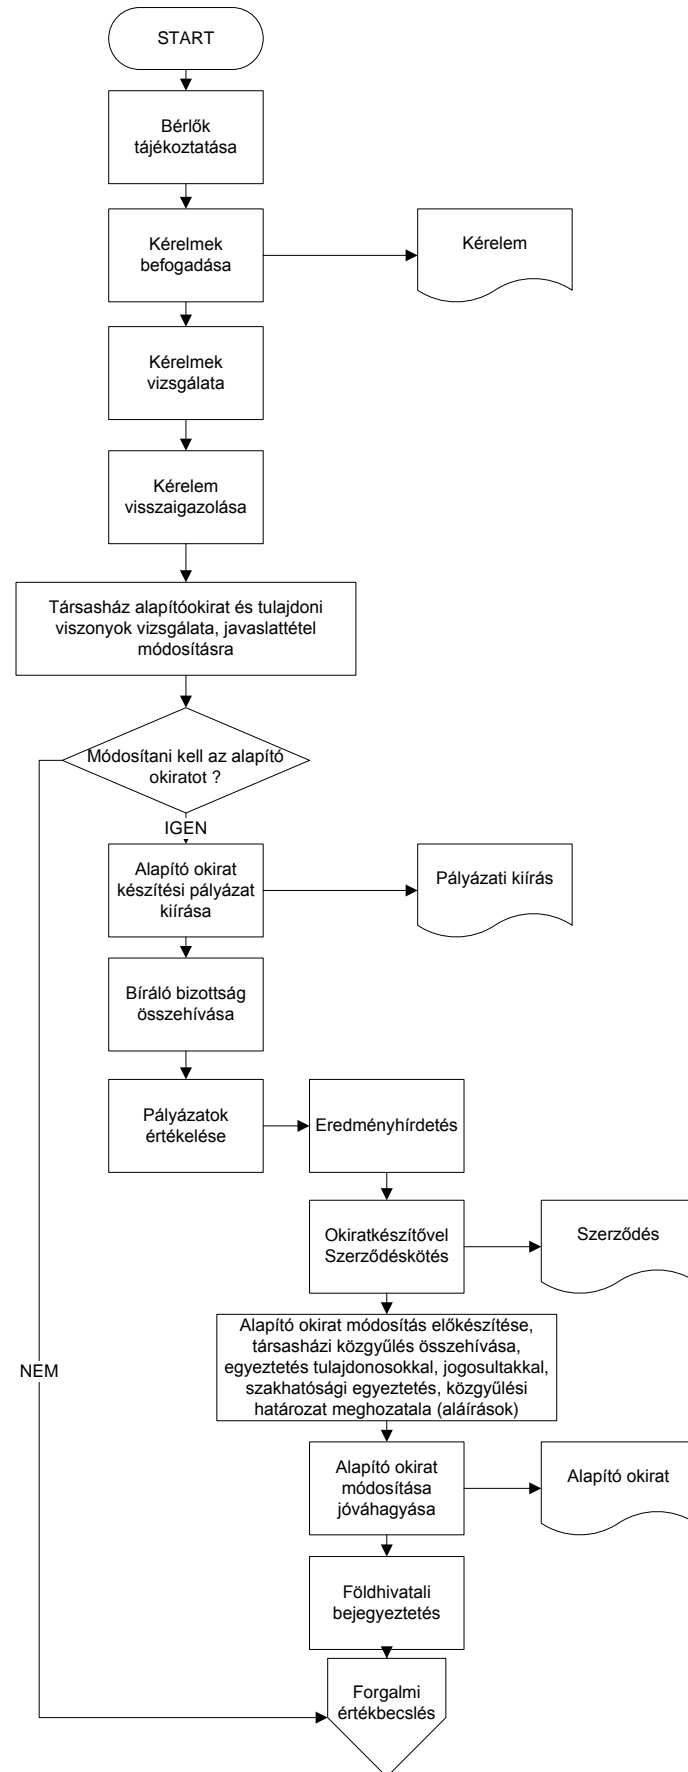 START
Bérlők
tájékoztatása
Kérelmek
befogadása
Kérelem
Kérelmek
vizsgálata
Kérelem
visszaigazolása
Társasház alapítóokirat és tulajdoni
viszonyok vizsgálata, javaslattétel
módosításra
Módosítani kell az alapító
okiratot ?
IGEN
Alapító okirat
készítési pályázat
kiírása
Pályázati kiírás
Bíráló bizottság
összehívása
Pályázatok
értékelése
Eredményhírdetés
Okiratkészítővel
Szerződéskötés
Szerződés
Alapító okirat módosítás előkészítése,
társasházi közgyűlés összehívása,
egyeztetés tulajdonosokkal, jogosultakkal,
szakhatósági egyeztetés, közgyűlési
határozat meghozatala (aláírások)
NEM
Alapító okirat
módosítása
jóváhagyása
Alapító okirat
Földhivatali
bejegyeztetés
Forgalmi
értékbecslés